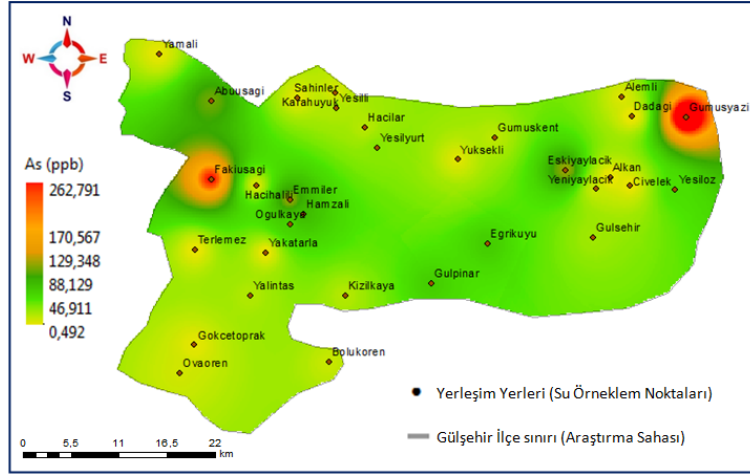 N
W E
S
As (ppb)
262,791
170,567
129,348
88,129
46,911
0,492
Yamali
Abuusagi
Sahinler
Karahuyuk
Yesilli
Hacilar
Yesilyurt
Gumuskent
Yuksekli
Alemli
Dadagi
Gumusyazi
Fakiusagi
Hacihalil
Emmiler
Hamzali
Ogulkaya
Eskiyaylacik
Alkan
Yeniyaylacik
Civelek
Yesiloz
Terlemez
Yakatarla
Egrikuyu
Gulsehir
Gulpinar
Yalintas
Kizilkaya
Gokcetoprak
Ovaoren
Bolukoren
Yerleşim Yerleri (Su Örneklem Noktaları)
Gülşehir İlçe sınırı (Araştırma Sahası)
0 5,5 11 16,5 22
km